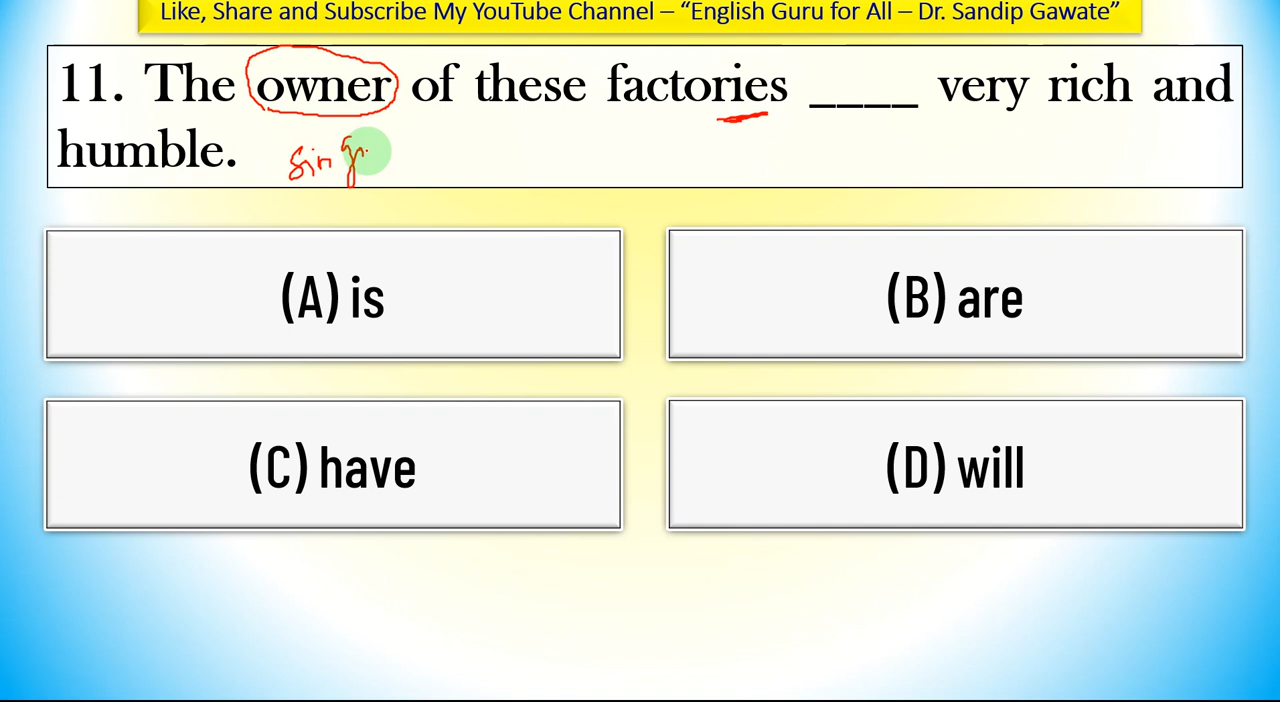 Like, Share and Subscribe My YouTube Channel – “English Guru for All – Dr. Sandip Gawate”
11. The owner of these factories ____ very rich and
humble.
sing
(A) is
(B) are
(C) have
(D) will